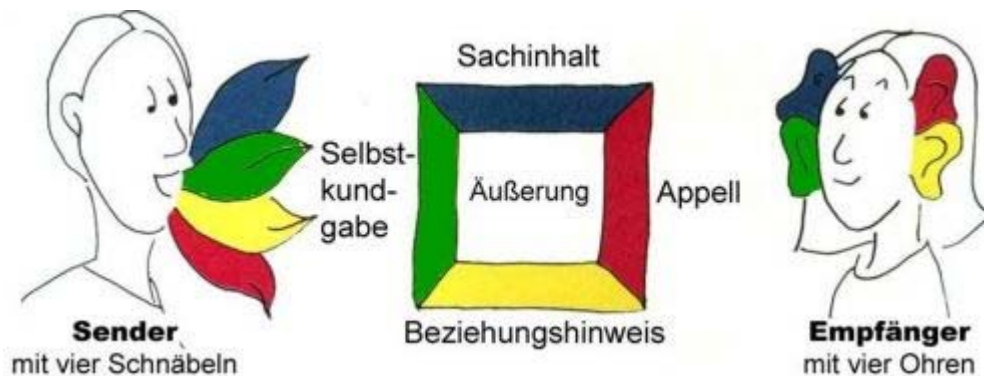 Sachinhalt
Selbst-
kund-
gabe
Äußerung
Appell
Beziehungshinweis
Sender
mit vier Schnäbeln
Empfänger
mit vier Ohren